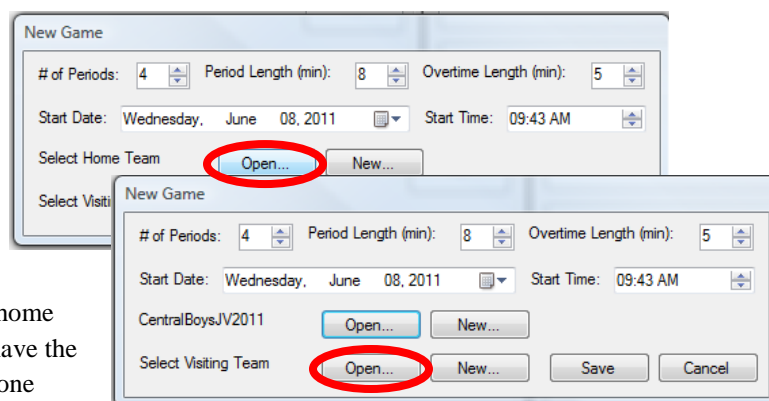 New Game
# of Periods: 4 Period Length (min): 8 Overtime Length (min): 5
Start Date: Wednesday, June 08, 2011 Start Time: 09:43 AM
Select Home Team Open... New...
Select Visiti
New Game
# of Periods: 4 Period Length (min): 8 Overtime Length (min): 5
Start Date: Wednesday, June 08, 2011 Start Time: 09:43 AM
CentralBoysJV2011 Open... New...
Select Visiting Team Open... New... Save Cancel
home
ave the
one